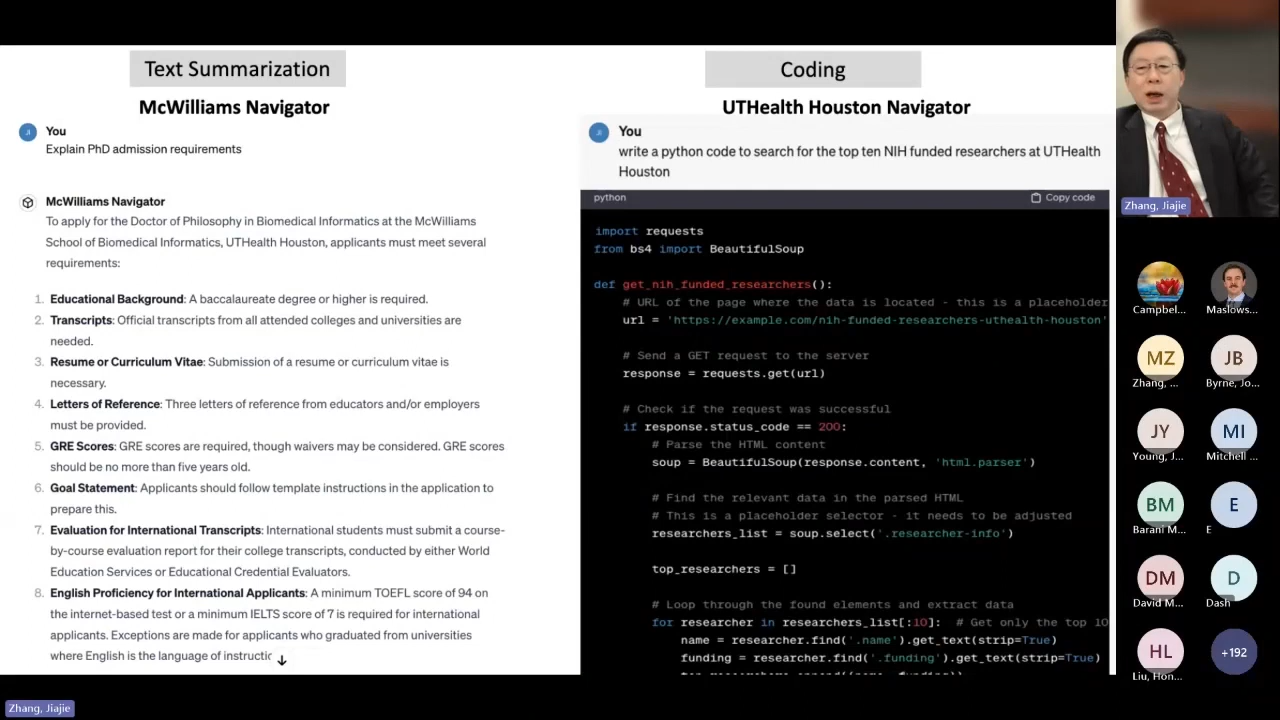 Text Summarization
McWilliams Navigator
JI
You
Explain PhD admission requirements
McWilliams Navigator
To apply for the Doctor of Philosophy in Biomedical Informatics at the McWilliams
School of Biomedical Informatics, UTHealth Houston, applicants must meet several
requirements:
1. Educational Background: A baccalaureate degree or higher is required.
2. Transcripts: Official transcripts from all attended colleges and universities are
needed.
3. Resume or Curriculum Vitae: Submission of a resume or curriculum vitae is
necessary.
4. Letters of Reference: Three letters of reference from educators and/or employers
must be provided.
5. GRE Scores: GRE scores are required, though waivers may be considered. GRE scores
should be no more than five years old.
6. Goal Statement: Applicants should follow template instructions in the application to
prepare this.
7. Evaluation for International Transcripts: International students must submit a course-
by-course evaluation report for their college transcripts, conducted by either World
Education Services or Educational Credential Evaluators.
8. English Proficiency for International Applicants: A minimum TOEFL score of 94 on
the internet-based test or a minimum IELTS score of 7 is required for international
applicants. Exceptions are made for applicants who graduated from universities
where English is the language of instructic
Coding
UTHealth Houston Navigator
JI
You
write a python code to search for the top ten NIH funded researchers at UTHealth
Houston
python
Copy code
import requests
from bs4 import BeautifulSoup
def get_nih_funded_researchers():
# URL of the page where the data is located - this is a placeholder
url = 'https://example.com/nih-funded-researchers-uthealth-houston'
# Send a GET request to the server
response = requests.get(url)
# Check if the request was successful
if response.status_code == 200:
# Parse the HTML content
soup = BeautifulSoup(response.content, 'html.parser')
# Find the relevant data in the parsed HTML
# This is a placeholder selector - it needs to be adjusted
researchers_list = soup.select('.researcher-info')
top_researchers = []
# Loop through the found elements and extract data
for researcher in researchers_list[:10]: # Get only the top 10
name = researcher.find('.name').get_text(strip=True)
funding = researcher.find('.funding').get_text(strip=True)
Zhang, Jiajie
Campbel...
Maslows...
MZ
Zhang, ...
JB
Byrne, Jo...
JY
Young, J...
MI
Mitchell ...
BM
Barani M...
E
E
DM
David M...
D
Dash
HL
Liu, Hon...
+192
Zhang, Jiajie